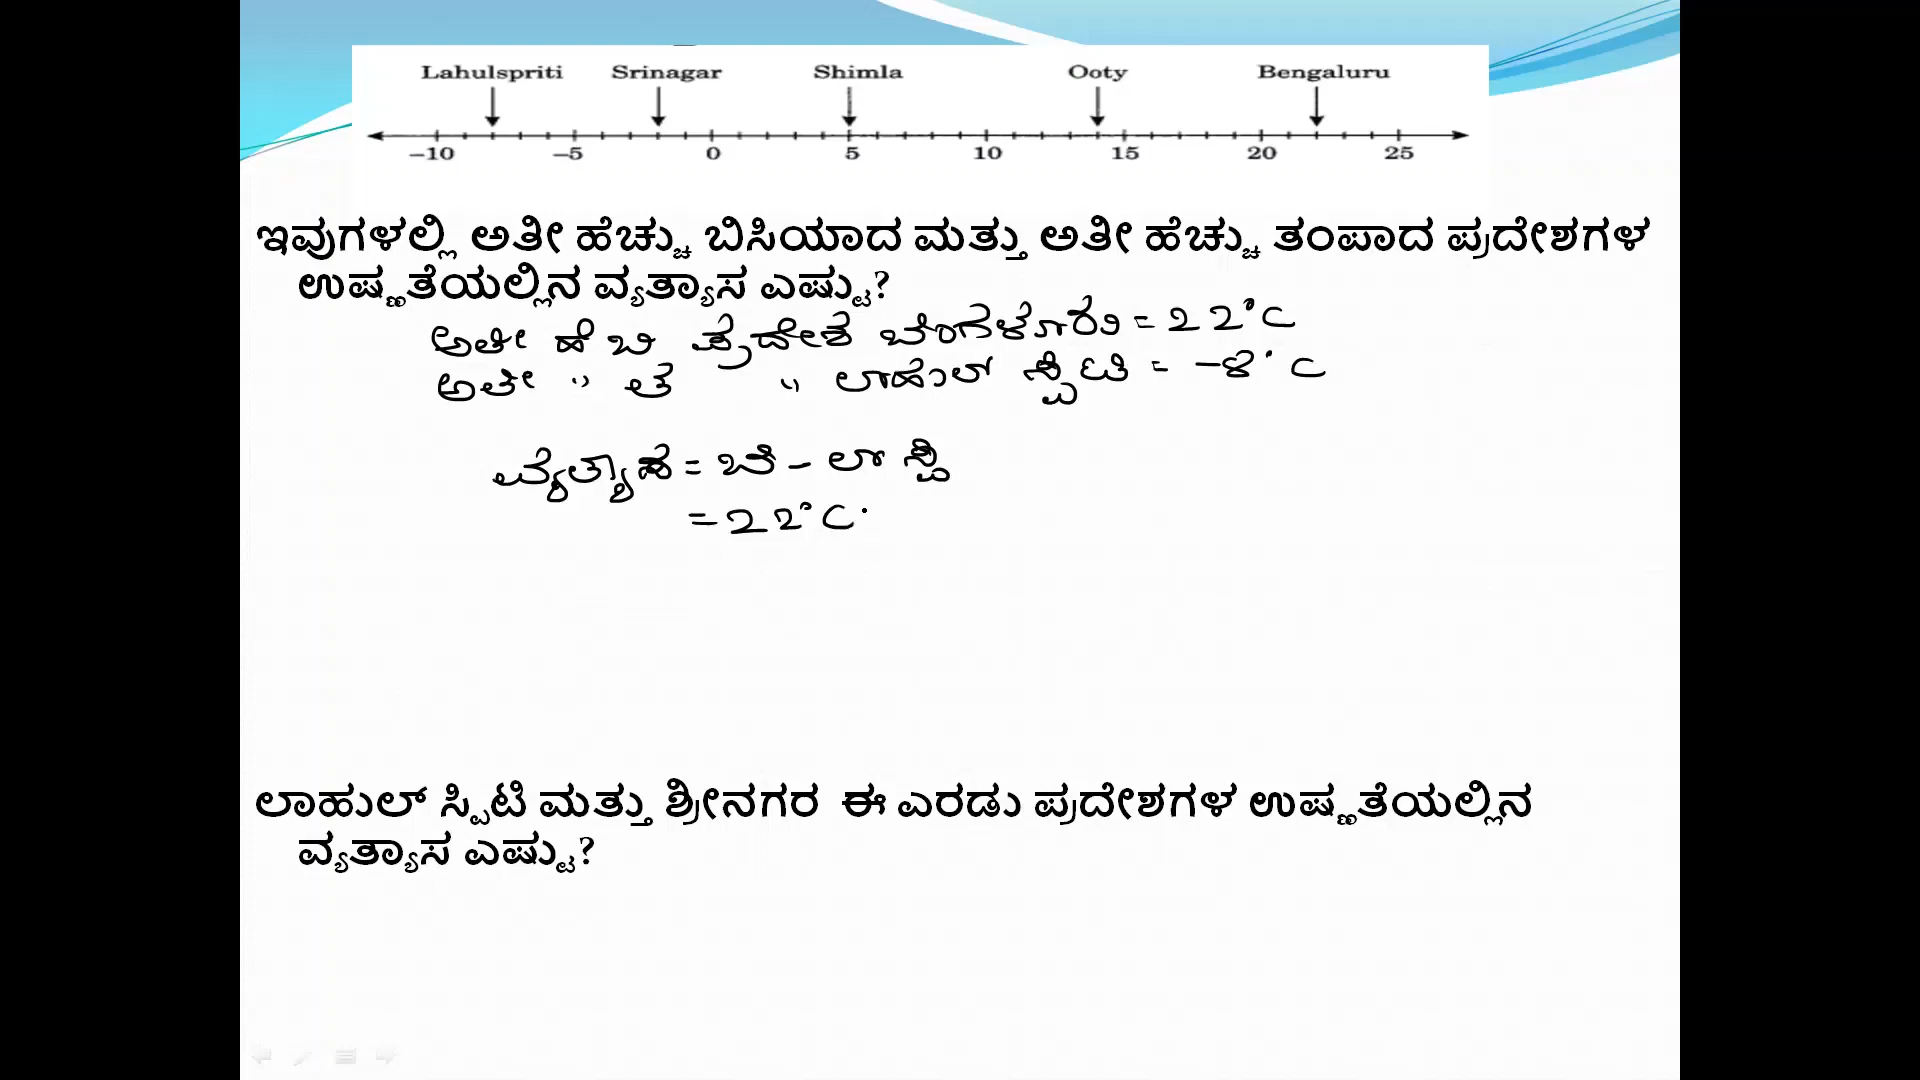 Lahulspriti Srinagar Shimla Ooty Bengaluru
−10 −5 0 5 10 15 20 25
ಇವುಗಳಲ್ಲಿ ಅತೀ ಹೆಚ್ಚು ಬಿಸಿಯಾದ ಮತ್ತು ಅತೀ ಹೆಚ್ಚು ತಂಪಾದ ಪ್ರದೇಶಗಳ
ಉಷ್ಣತೆಯಲ್ಲಿನ ವ್ಯತ್ಯಾಸ ಎಷ್ಟು?
ಅತೀ ಹೆ ಬಿ ಪ್ರದೇಶ ಬೆಂಗಳೂರು = 22°C
ಅತೀ " ತ " ಲಾಹೌಲ್ ಸ್ಪಿಟಿ = -8°C
ವ್ಯತ್ಯಾಸ = ಬೆ - ಲಾ ಸ್ಪಿ
= 22°C
ಲಾಹುಲ್ ಸ್ಪಿಟಿ ಮತ್ತು ಶ್ರೀನಗರ ಈ ಎರಡು ಪ್ರದೇಶಗಳ ಉಷ್ಣತೆಯಲ್ಲಿನ
ವ್ಯತ್ಯಾಸ ಎಷ್ಟು?